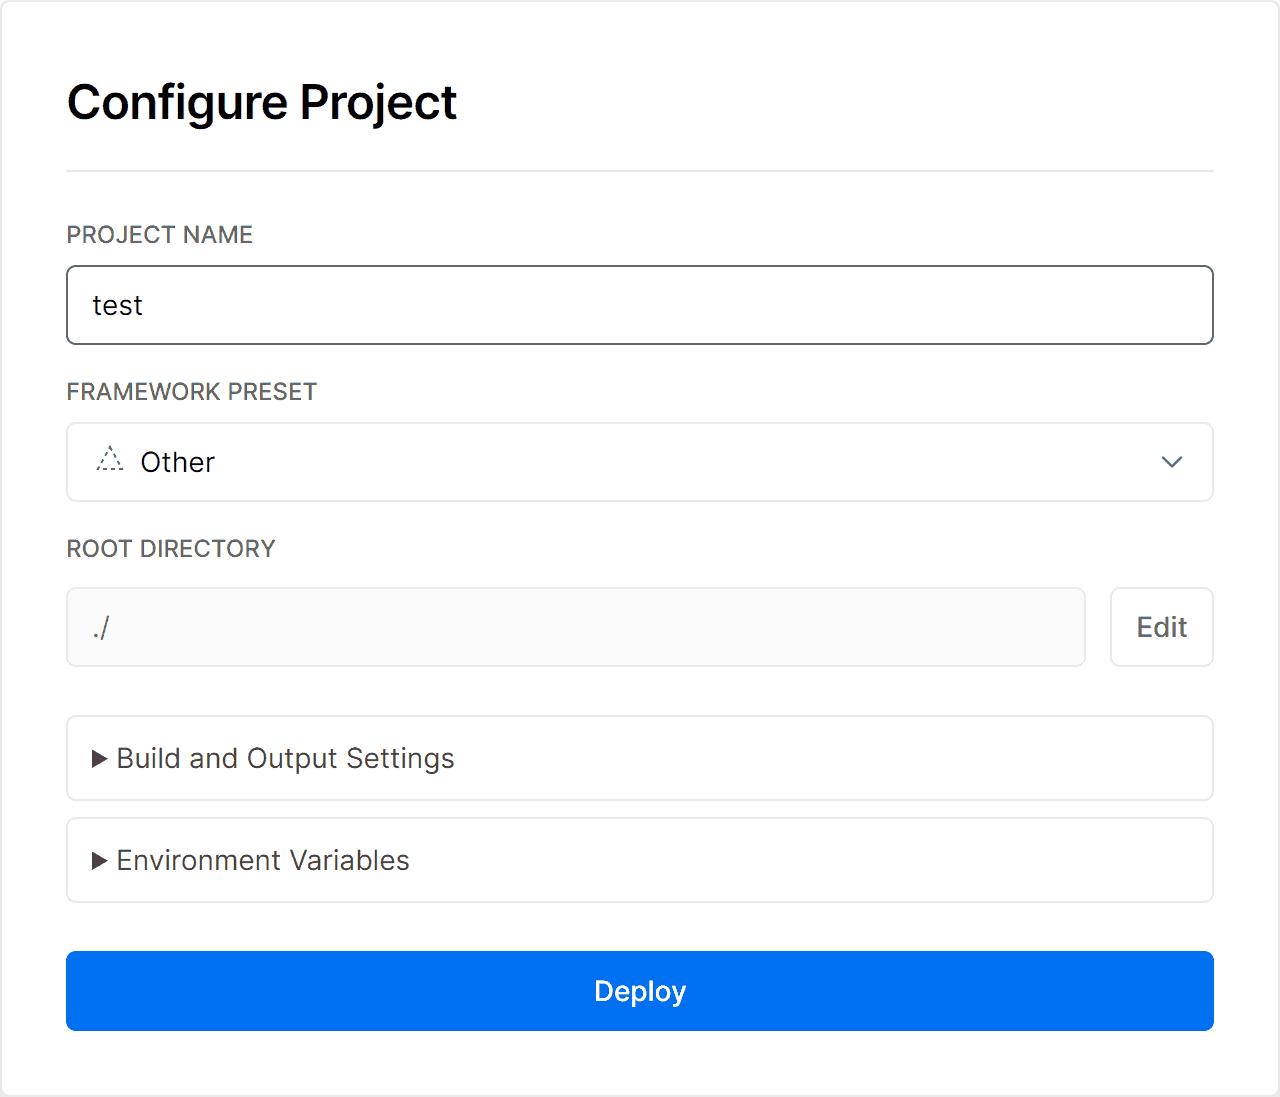 Configure Project
PROJECT NAME
test
FRAMEWORK PRESET
Other
ROOT DIRECTORY
./
Edit
Build and Output Settings
Environment Variables
Deploy